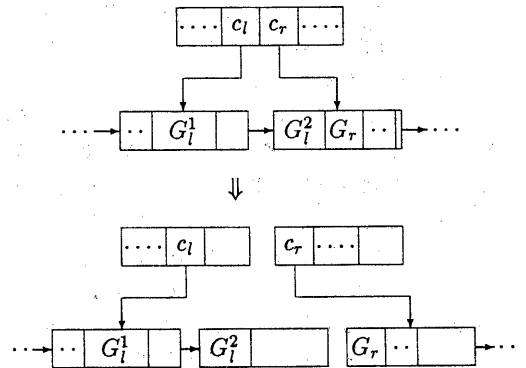 ···· c_l c_r ····
··· ·· G_l^1 G_l^2 G_r ·· ····
⇓
···· c_l c_r ····
·· ·· G_l^1 G_l^2 G_r ·· ··